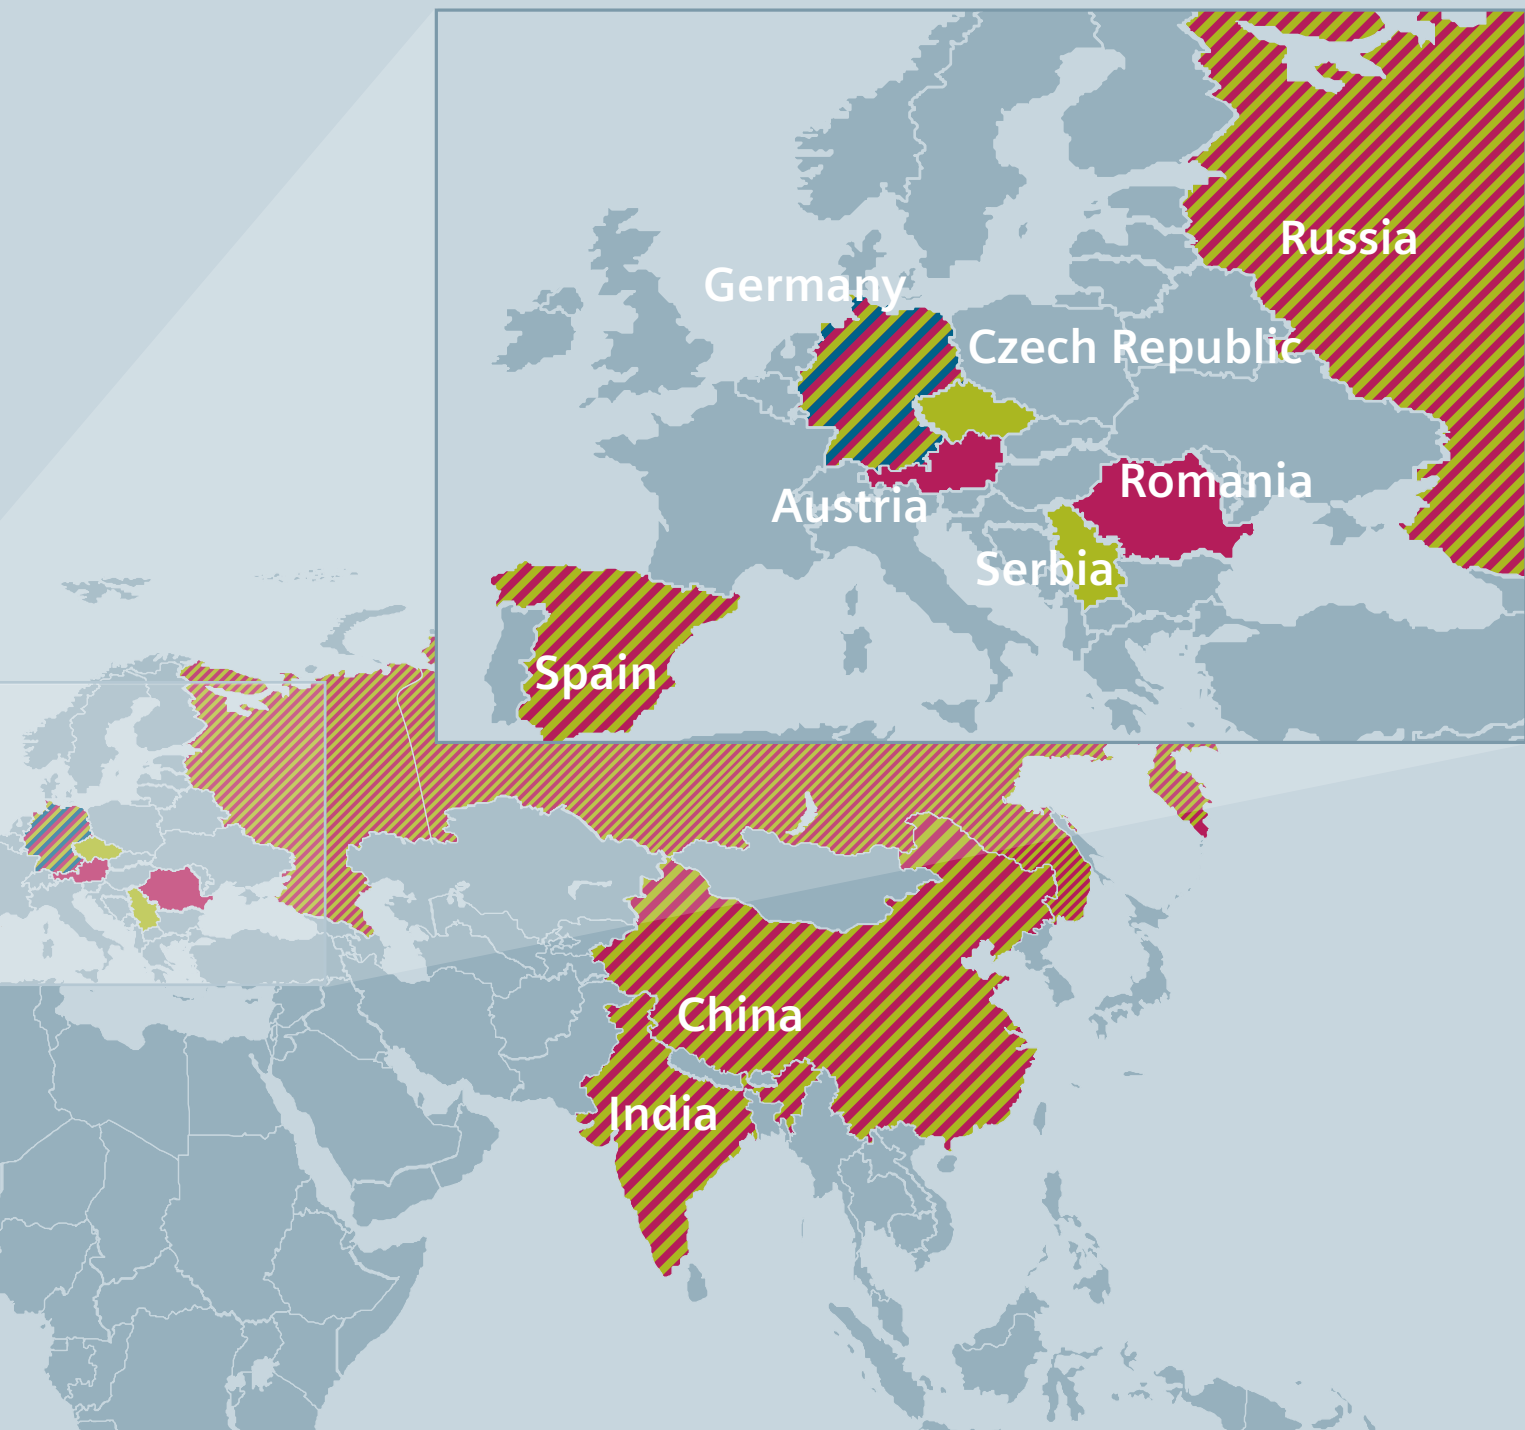 Russia
Germany
Czech Republic
Romania
Austria
Serbia
Spain
China
India